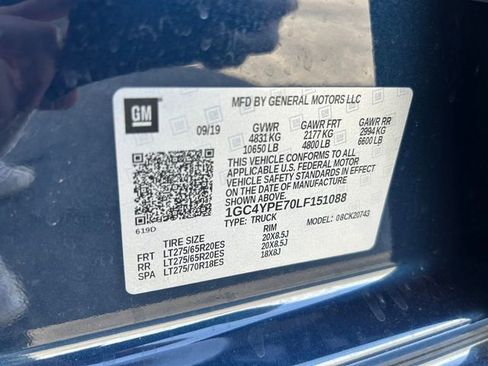 GM
MFD BY GENERAL MOTORS LLC
09/19 GVWR GAWR FRT GAWR RR
4831 KG 2177 KG 2994 KG
10650 LB 4800 LB 6600 LB
THIS VEHICLE CONFORMS TO ALL
APPLICABLE U.S. FEDERAL MOTOR
VEHICLE SAFETY STANDARDS IN EFFECT
ON THE DATE OF MANUFACTURE
SHOWN ABOVE.
1GC4YPE70LF151088
TYPE: TRUCK MODEL: 08CK20743
619D
TIRE SIZE RIM
FRT LT275/65R20ES 20X8.5J
RR LT275/65R20ES 20X8.5J
SPA LT275/70R18ES 18X8J